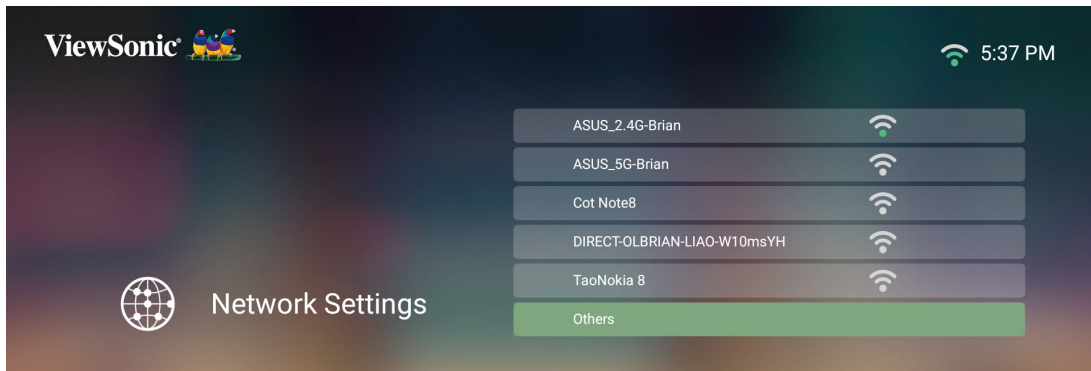 ViewSonic®
5:37 PM
ASUS_2.4G-Brian
ASUS_5G-Brian
Cot Note8
DIRECT-OLBRIAN-LIAO-W10msYH
TaoNokia 8
Others
Network Settings